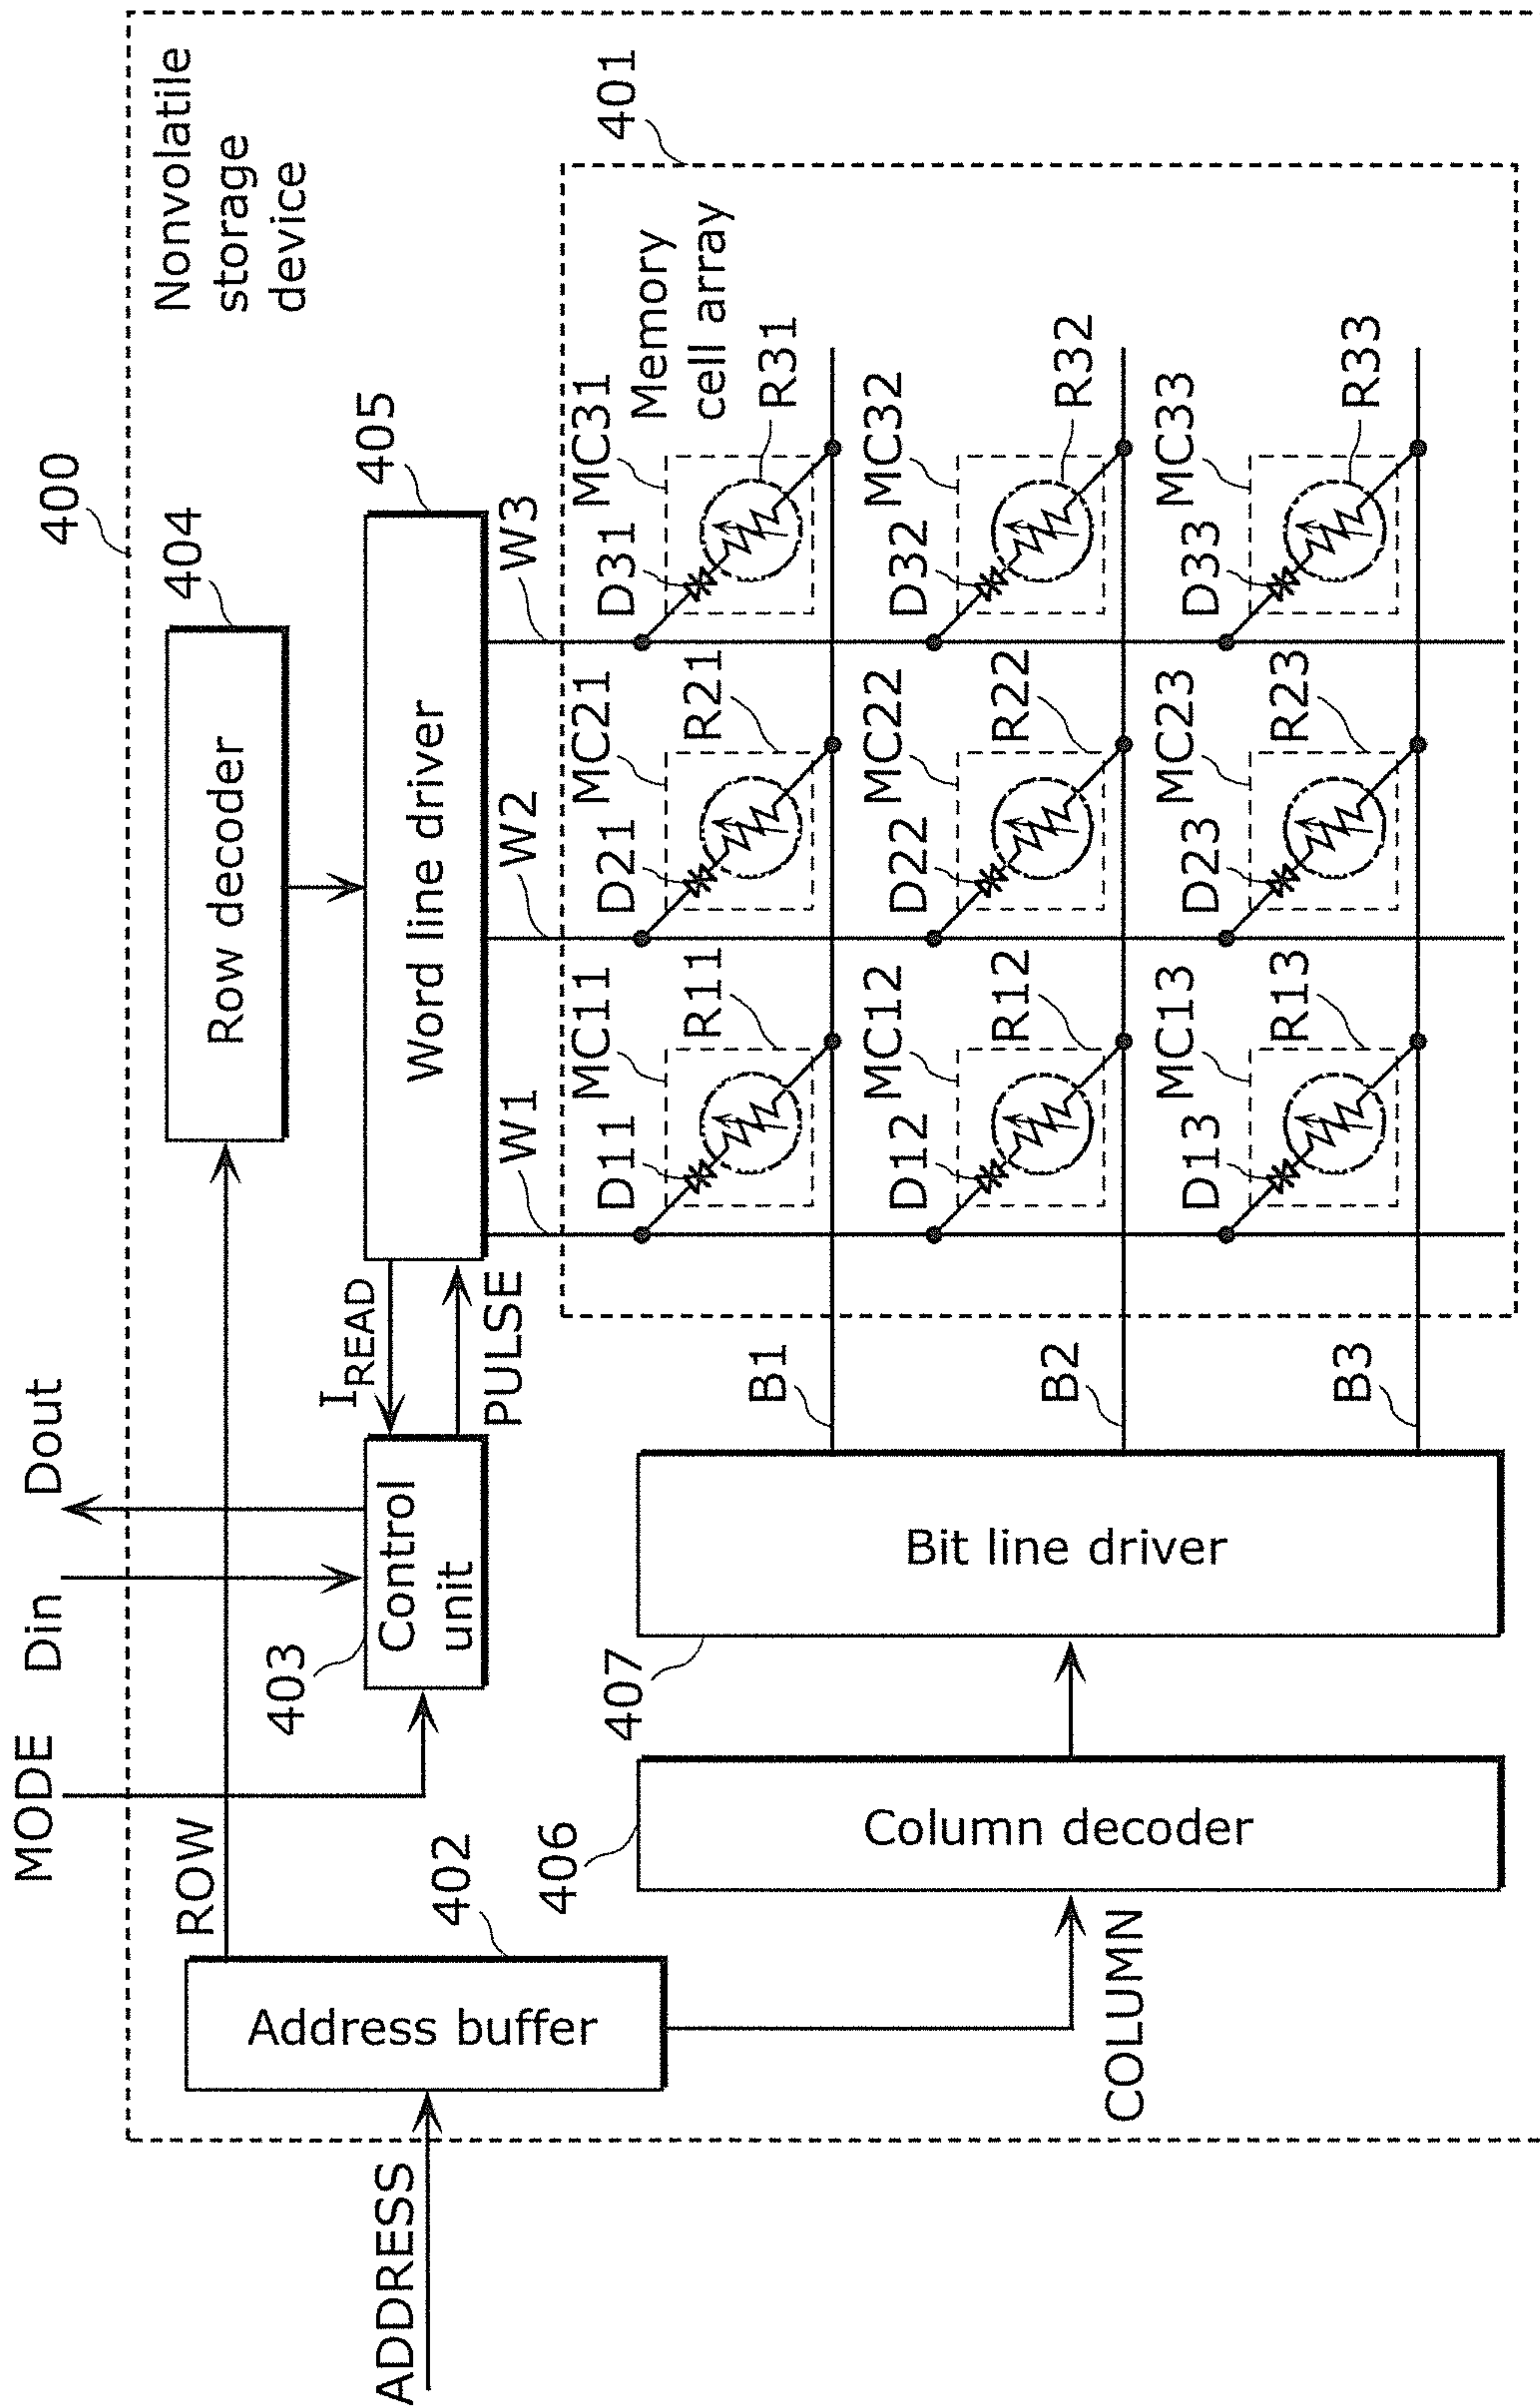 400
Nonvolatile
storage
device
MODE
Din
Dout
ROW
404
Row decoder
403
Control
unit
I_READ
PULSE
405
Word line driver
ADDRESS
402
Address buffer
COLUMN
406
Column decoder
407
Bit line driver
W1
W2
W3
401
Memory
cell array
B1
D11
MC11
R11
D21
MC21
R21
D31
MC31
R31
B2
D12
MC12
R12
D22
MC22
R22
D32
MC32
R32
B3
D13
MC13
R13
D23
MC23
R23
D33
MC33
R33